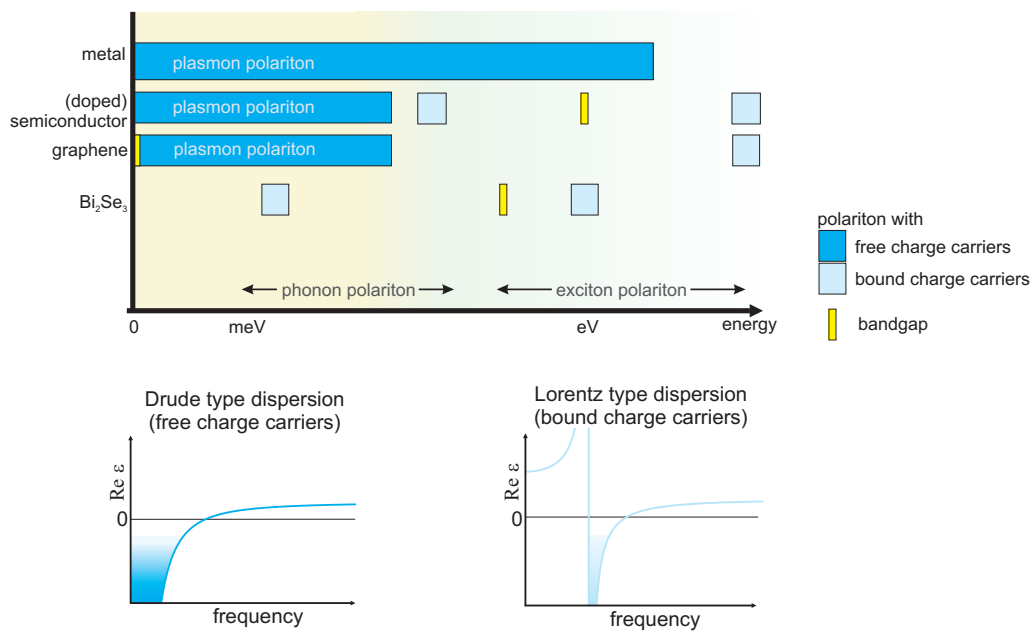 metal
plasmon polariton
(doped)
semiconductor
plasmon polariton
graphene
plasmon polariton
Bi₂Se₃
phonon polariton
exciton polariton
0
meV
eV
energy
polariton with
free charge carriers
bound charge carriers
bandgap
Drude type dispersion
(free charge carriers)
Re ε
0
frequency
Lorentz type dispersion
(bound charge carriers)
Re ε
0
frequency